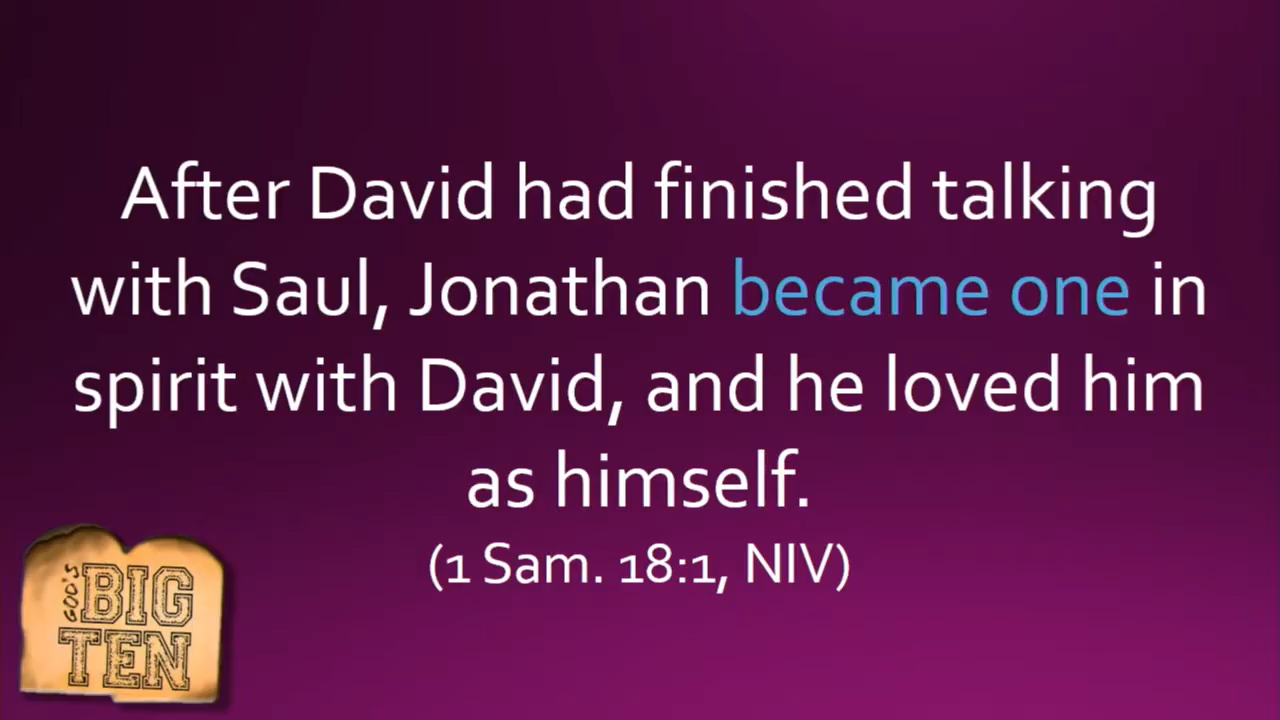 After David had finished talking
with Saul, Jonathan became one in
spirit with David, and he loved him
as himself.
(1 Sam. 18:1, NIV)
GOD'S
BIG
TEN